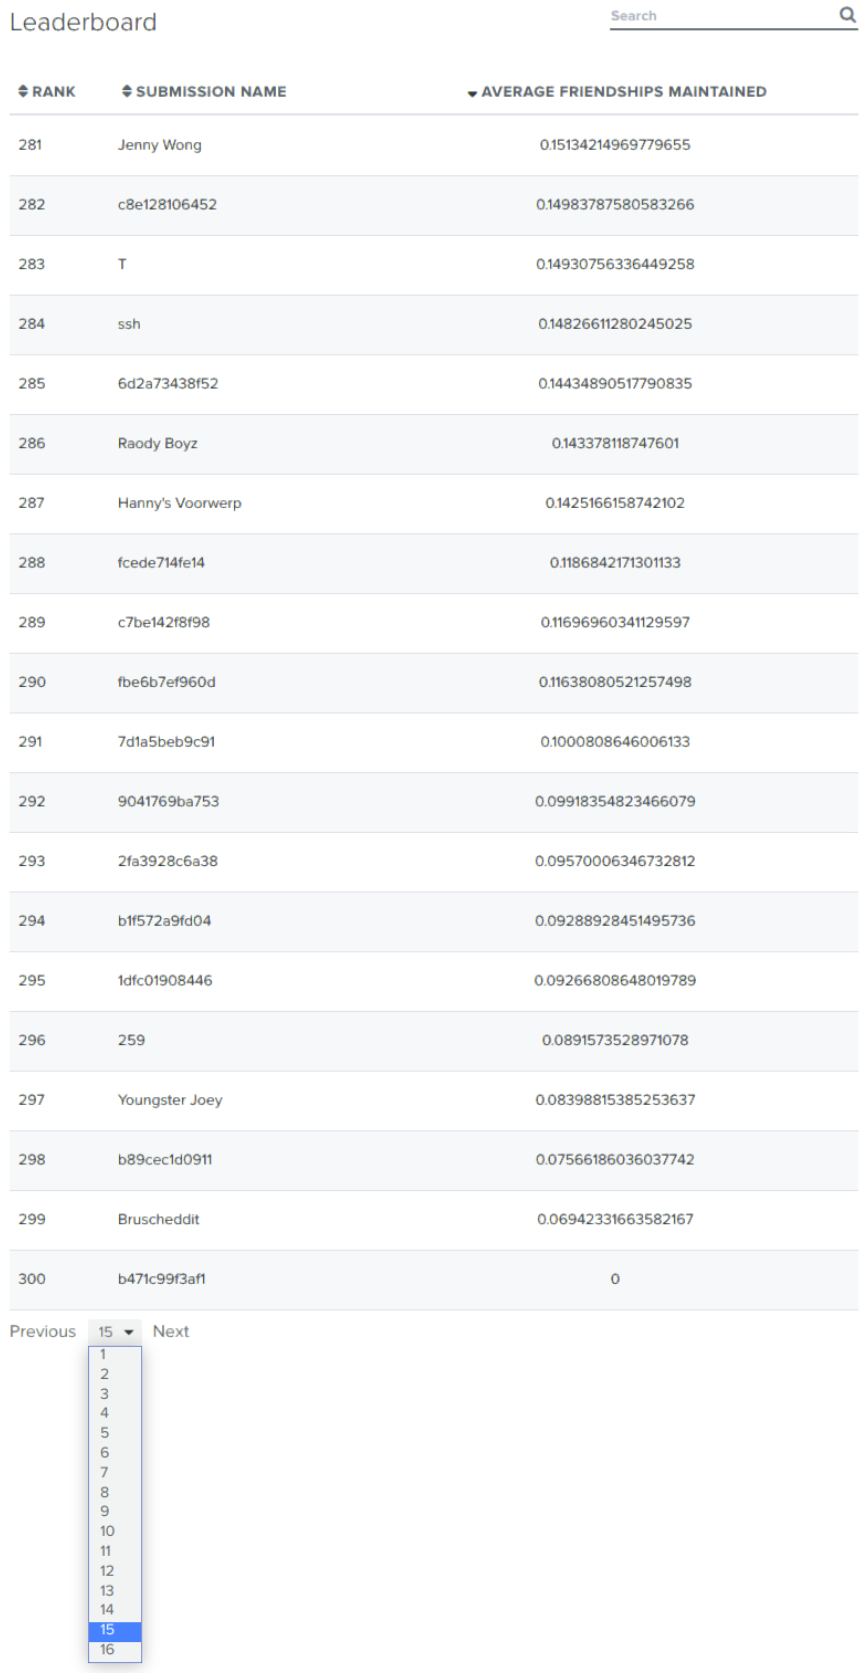 Leaderboard
Search
RANK SUBMISSION NAME AVERAGE FRIENDSHIPS MAINTAINED
281 Jenny Wong 0.15134214969779655
282 c8e128106452 0.14983787580583266
283 T 0.14930756336449258
284 ssh 0.14826611280245025
285 6d2a73438f52 0.14434890517790835
286 Raody Boyz 0.143378118747601
287 Hanny's Voorwerp 0.1425166158742102
288 fcede714fe14 0.1186842171301133
289 c7be142f8f98 0.11696960341129597
290 fbe6b7ef960d 0.11638080521257498
291 7d1a5beb9c91 0.1000808646006133
292 9041769ba753 0.09918354823466079
293 2fa3928c6a38 0.09570006346732812
294 b1f572a9fd04 0.09288928451495736
295 1dfc01908446 0.09266808648019789
296 259 0.0891573528971078
297 Youngster Joey 0.08398815385253637
298 b89cec1d0911 0.07566186036037742
299 Bruscheddit 0.06942331663582167
300 b471c99f3af1 0
Previous 15 Next
1
2
3
4
5
6
7
8
9
10
11
12
13
14
15
16